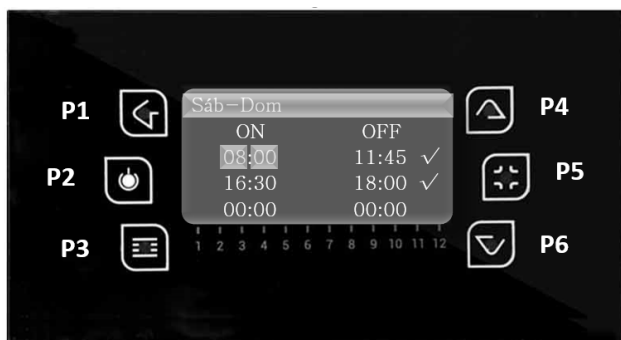 P1
P2
P3
Sáb-Dom
ON OFF
08:00 11:45 ✓
16:30 18:00 ✓
00:00 00:00
1 2 3 4 5 6 7 8 9 10 11 12
P4
P5
P6